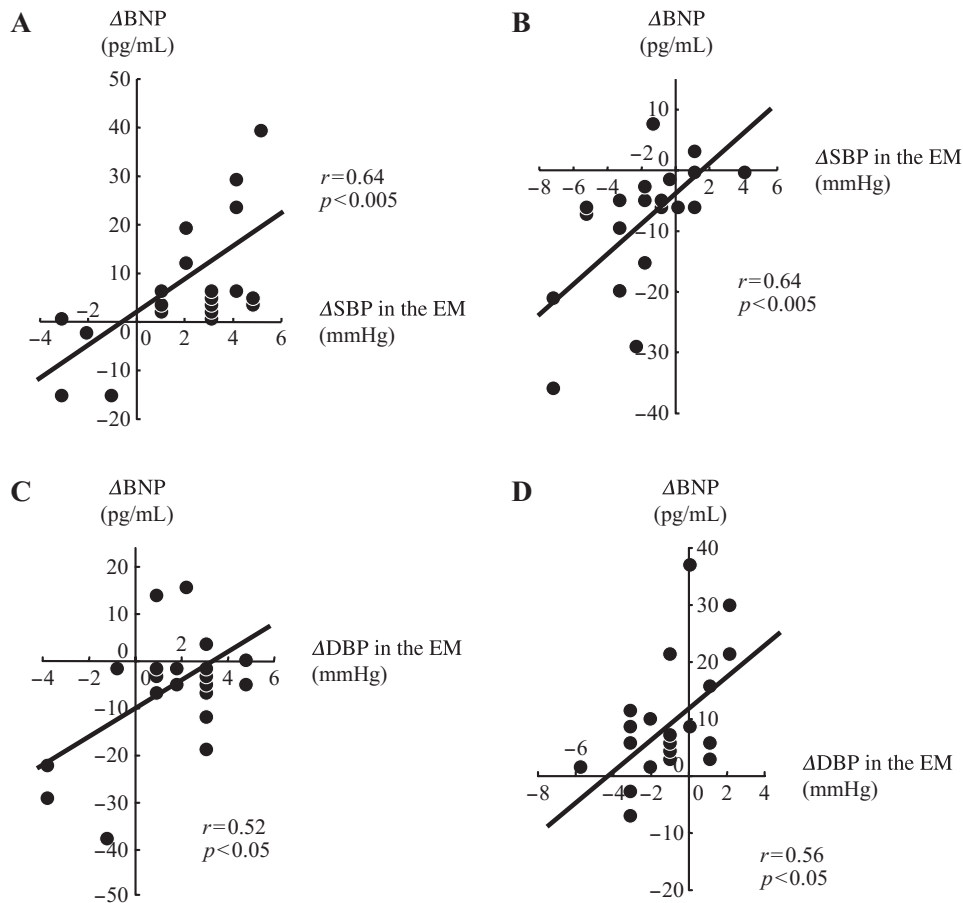 A
ΔBNP
(pg/mL)
50
40
30
20
10
0
−10
−20
−4
−2
2
4
6
r=0.64
p<0.005
ΔSBP in the EM
(mmHg)
B
ΔBNP
(pg/mL)
10
0
−10
−20
−30
−40
−8
−6
−4
−2
2
4
6
ΔSBP in the EM
(mmHg)
r=0.64
p<0.005
C
ΔBNP
(pg/mL)
20
10
0
−10
−20
−30
−40
−50
−4
−2
0
2
4
6
ΔDBP in the EM
(mmHg)
r=0.52
p<0.05
D
ΔBNP
(pg/mL)
40
30
20
10
0
−10
−20
−8
−6
−4
−2
0
2
4
ΔDBP in the EM
(mmHg)
r=0.56
p<0.05